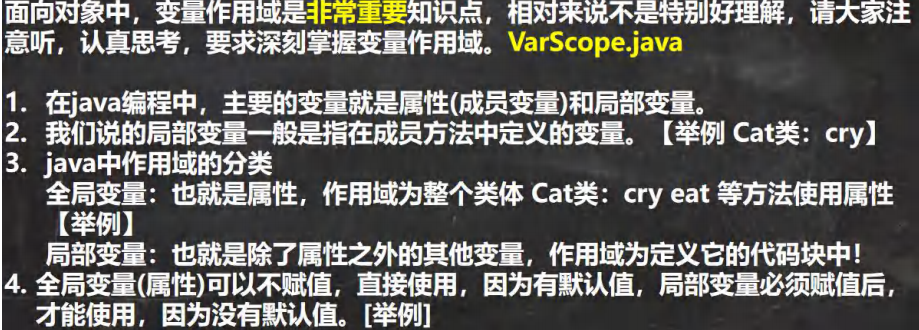 面向对象中，变量作用域是非常重要知识点，相对来说不是特别好理解，请大家注
意听，认真思考，要求深刻掌握变量作用域。VarScope.java
1. 在java编程中，主要的变量就是属性(成员变量)和局部变量。
2. 我们说的局部变量一般是指在成员方法中定义的变量。【举例 Cat类：cry】
3. java中作用域的分类
全局变量：也就是属性，作用域为整个类体 Cat类：cry eat 等方法使用属性
【举例】
局部变量：也就是除了属性之外的其他变量，作用域为定义它的代码块中！
4. 全局变量(属性)可以不赋值，直接使用，因为有默认值，局部变量必须赋值后，
才能使用，因为没有默认值。[举例]